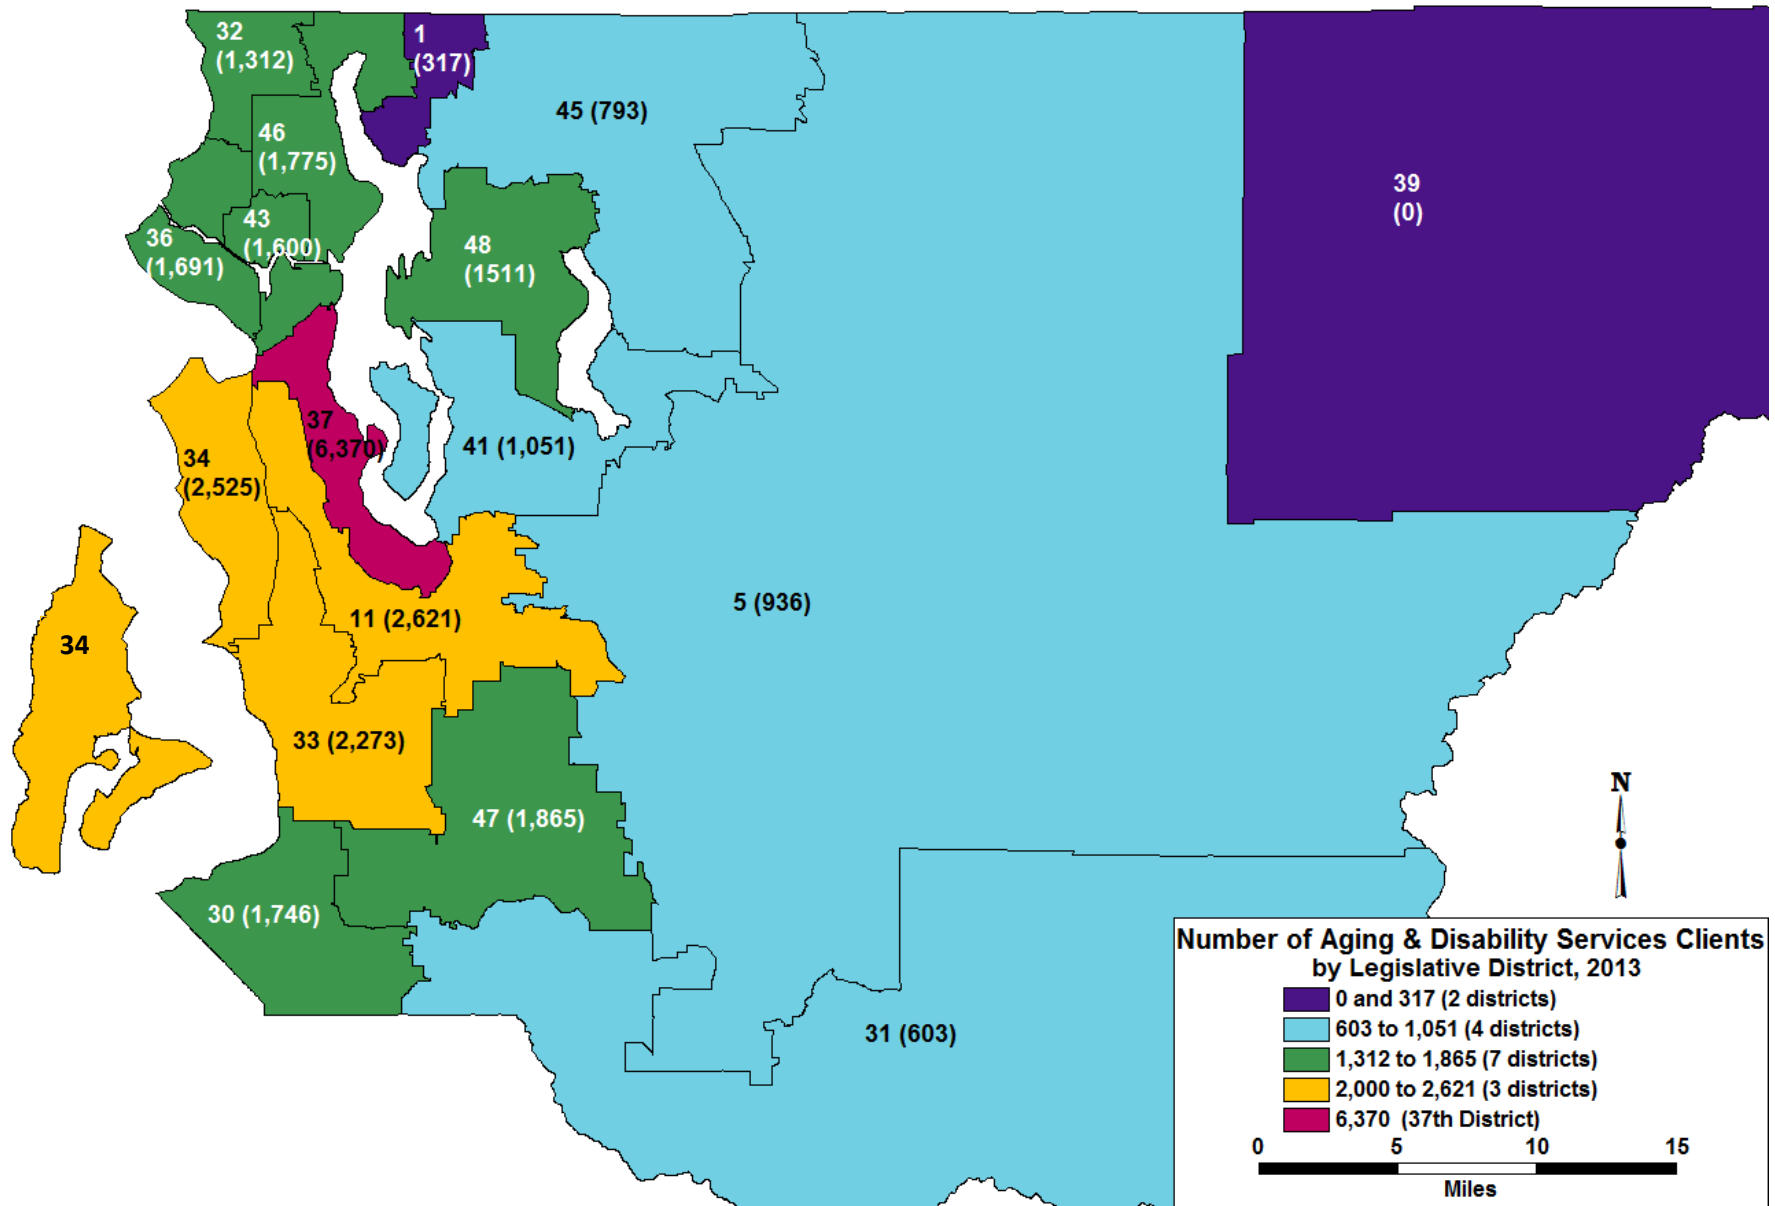 32
(1,312)
1
(317)
45 (793)
46
(1,775)
39
(0)
43
(1,600)
36
(1,691)
48
(1511)
37
(6,370)
41 (1,051)
34
(2,525)
5 (936)
11 (2,621)
34
33 (2,273)
47 (1,865)
30 (1,746)
31 (603)
N
Number of Aging & Disability Services Clients
by Legislative District, 2013
0 and 317 (2 districts)
603 to 1,051 (4 districts)
1,312 to 1,865 (7 districts)
2,000 to 2,621 (3 districts)
6,370 (37th District)
0 5 10 15
Miles